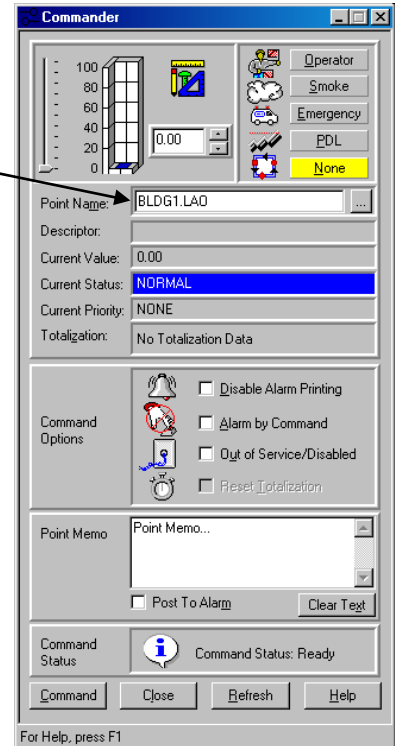 Commander
100
80
60
40
20
0
0.00
Operator
Smoke
Emergency
PDL
None
Point Name: BLDG1.LAO ...
Descriptor:
Current Value: 0.00
Current Status: NORMAL
Current Priority: NONE
Totalization: No Totalization Data
Command Options
Disable Alarm Printing
Alarm by Command
Out of Service/Disabled
Reset Totalization
Point Memo
Point Memo...
Post To Alarm
Clear Text
Command Status
Command Status: Ready
Command Close Refresh Help
For Help, press F1